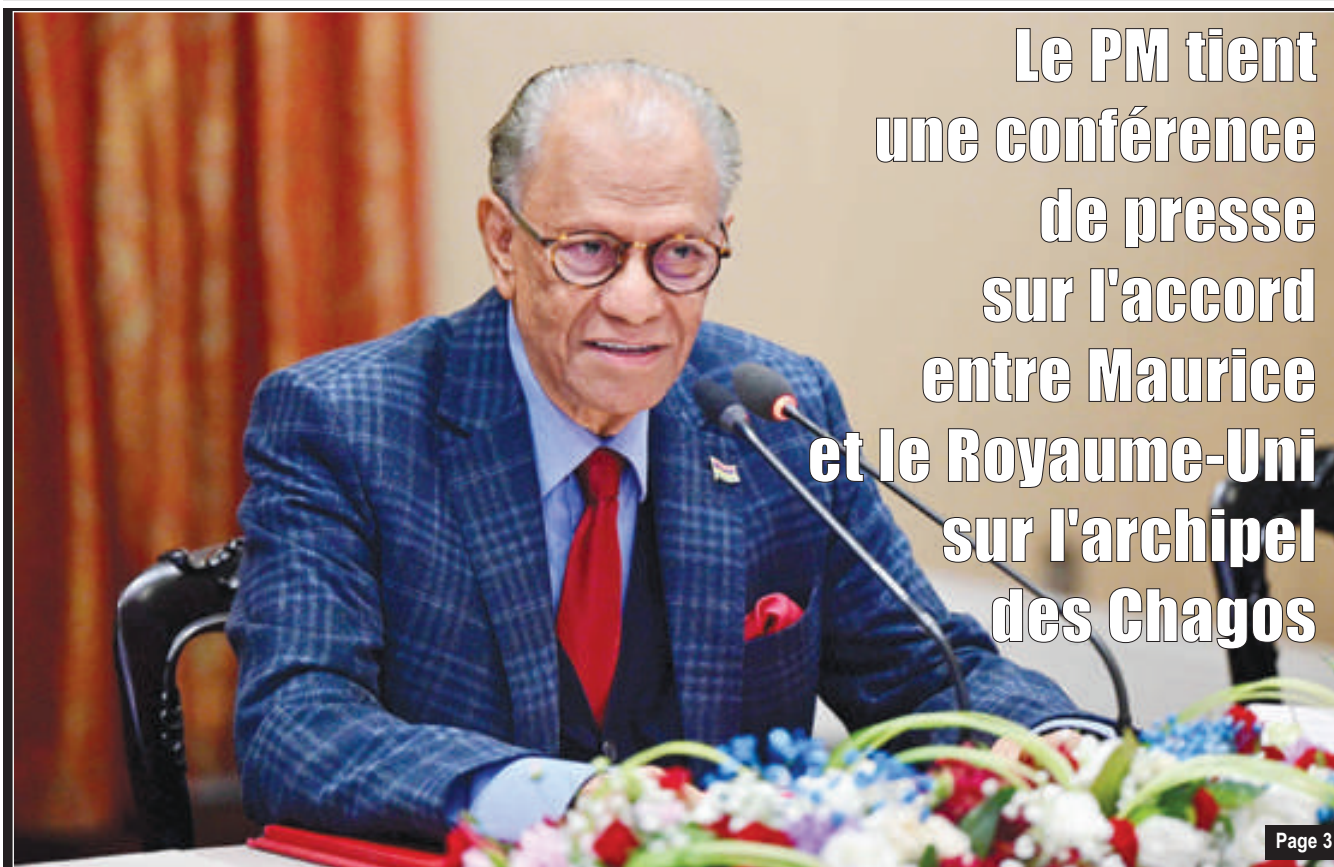 Le PM tient
une conférence
de presse
sur l'accord
entre Maurice
et le Royaume-Uni
sur l'archipel
des Chagos
Page 3